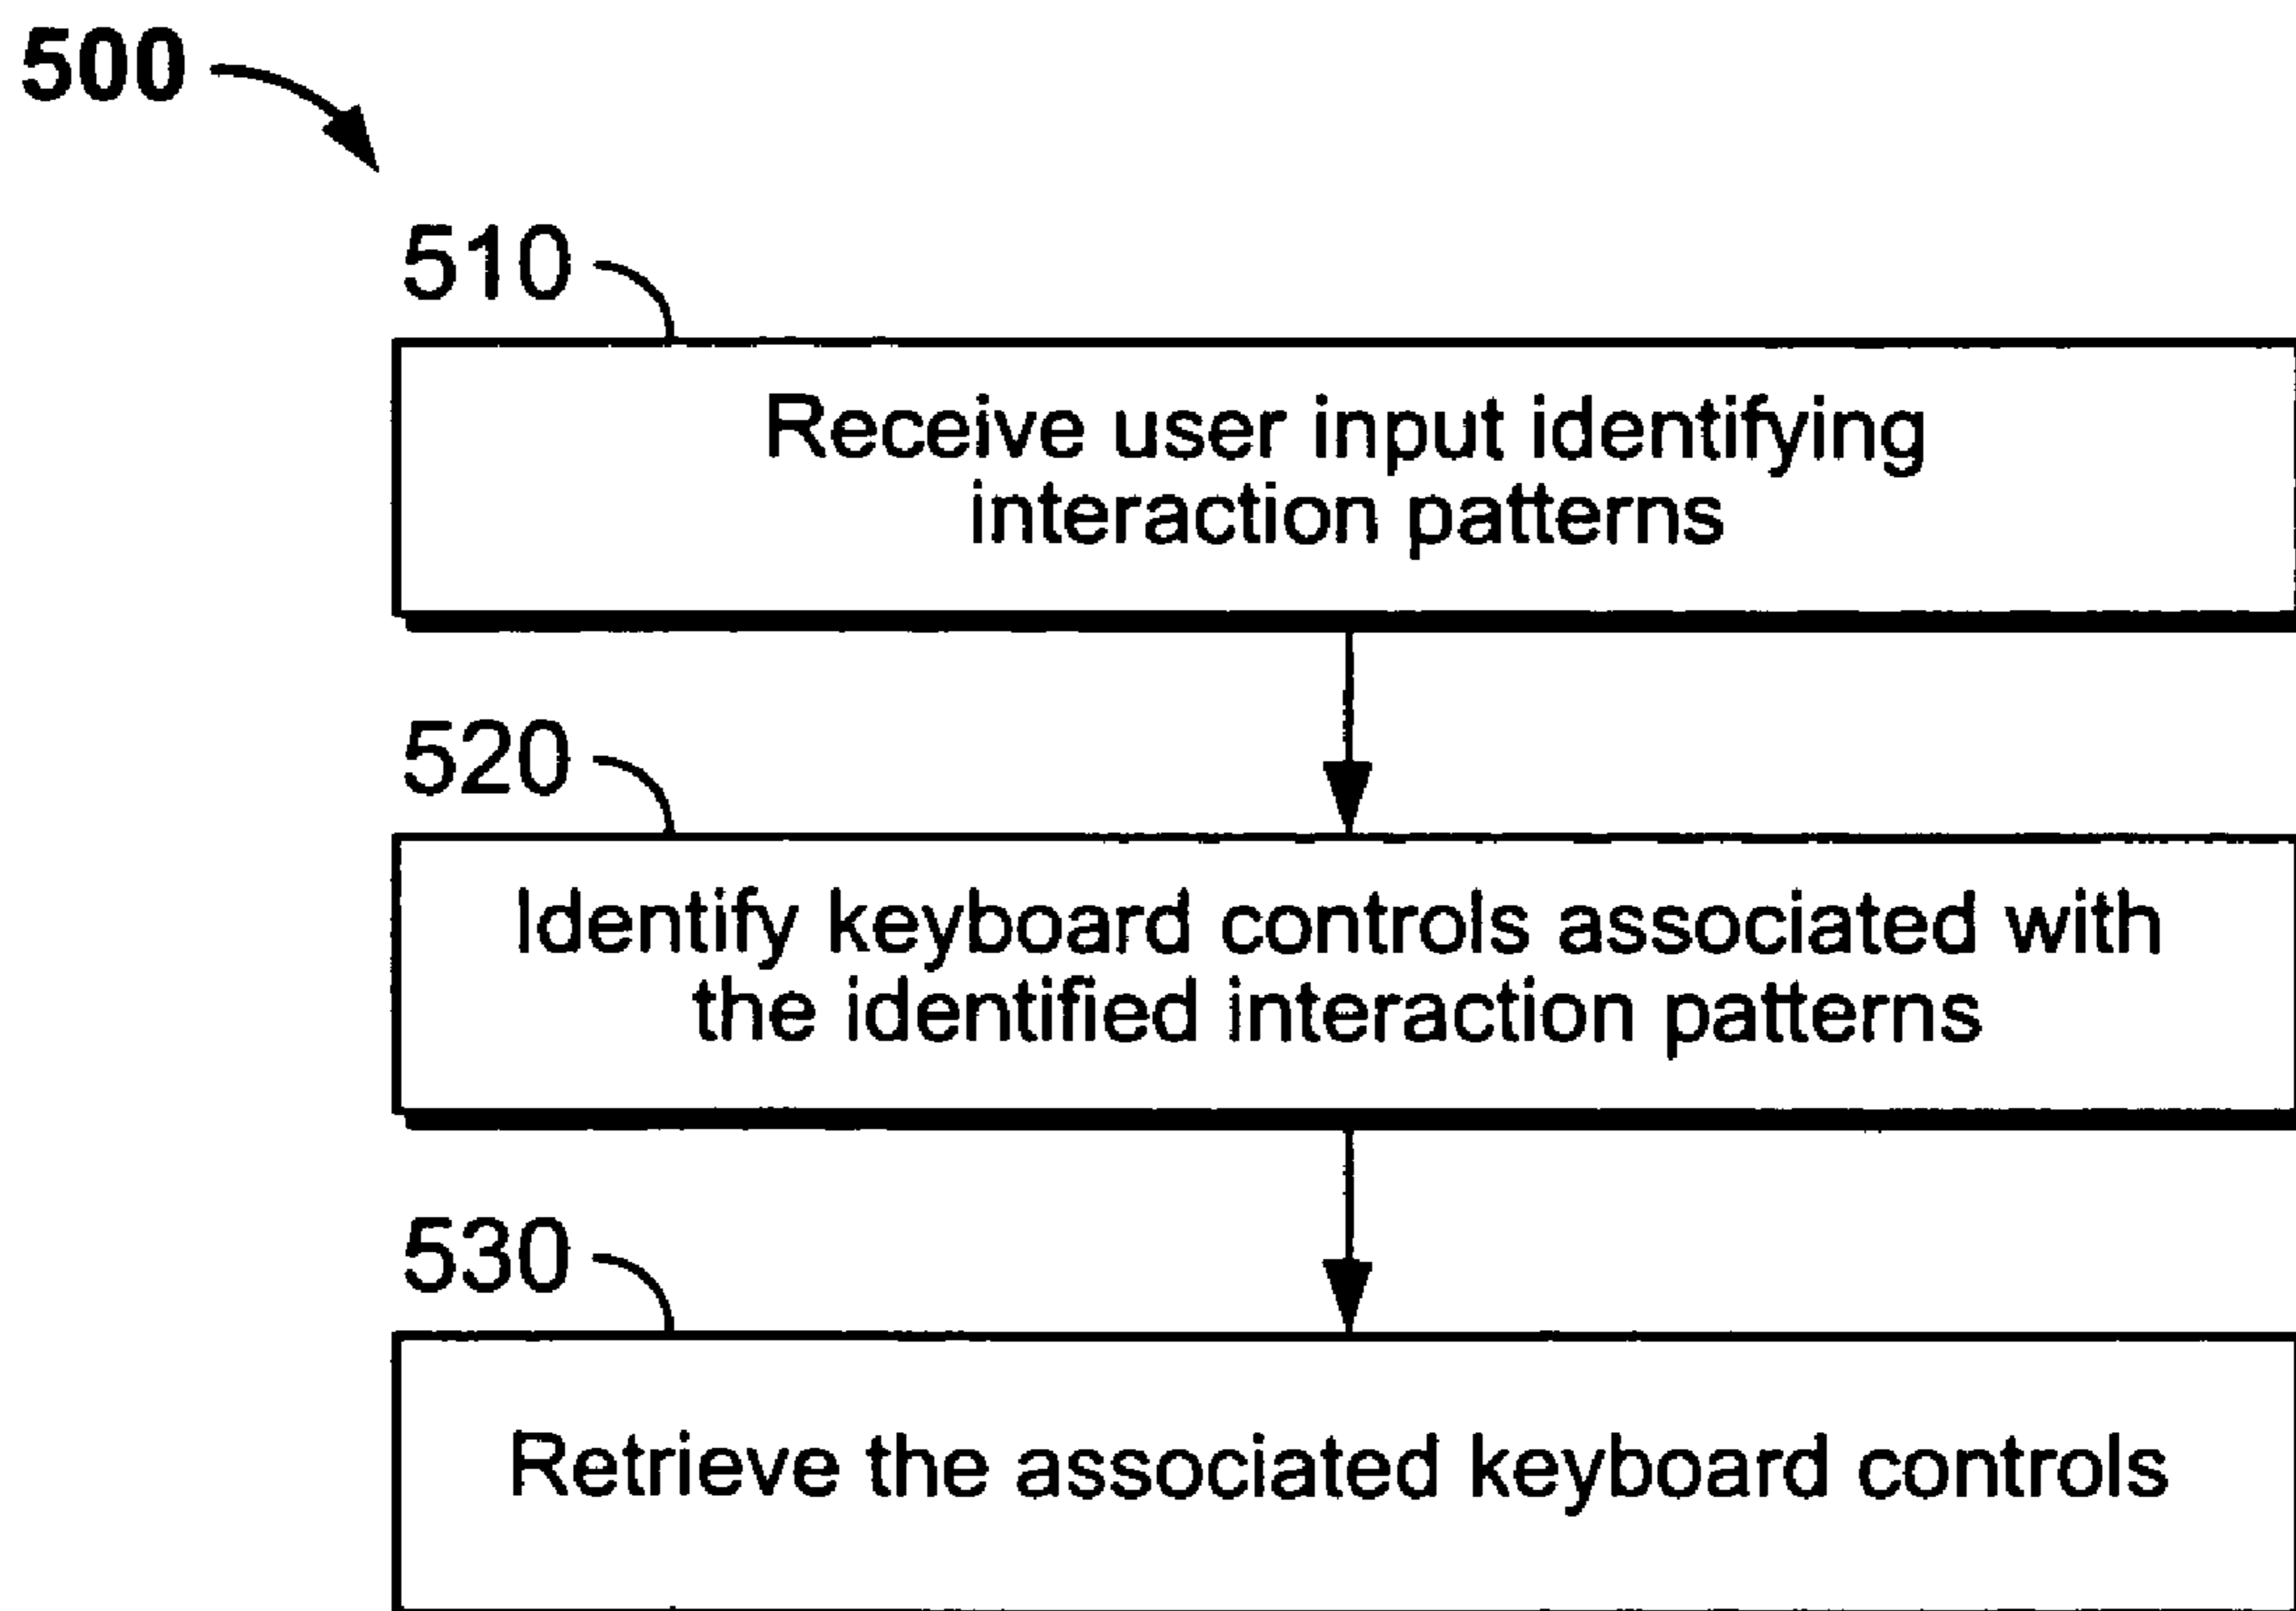 500
510
Receive user input identifying
interaction patterns
520
Identify keyboard controls associated with
the identified interaction patterns
530
Retrieve the associated keyboard controls